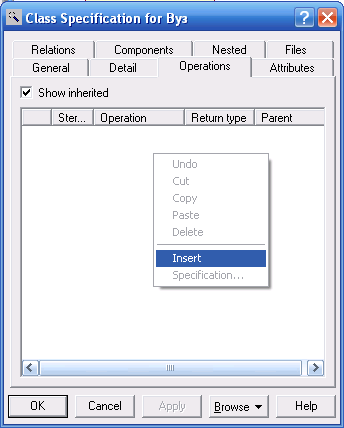 Class Specification for Вуз
Relations Components Nested Files
General Detail Operations Attributes
Show inherited
Ster... Operation Return type Parent
Undo
Cut
Copy
Paste
Delete
Insert
Specification...
OK Cancel Apply Browse Help